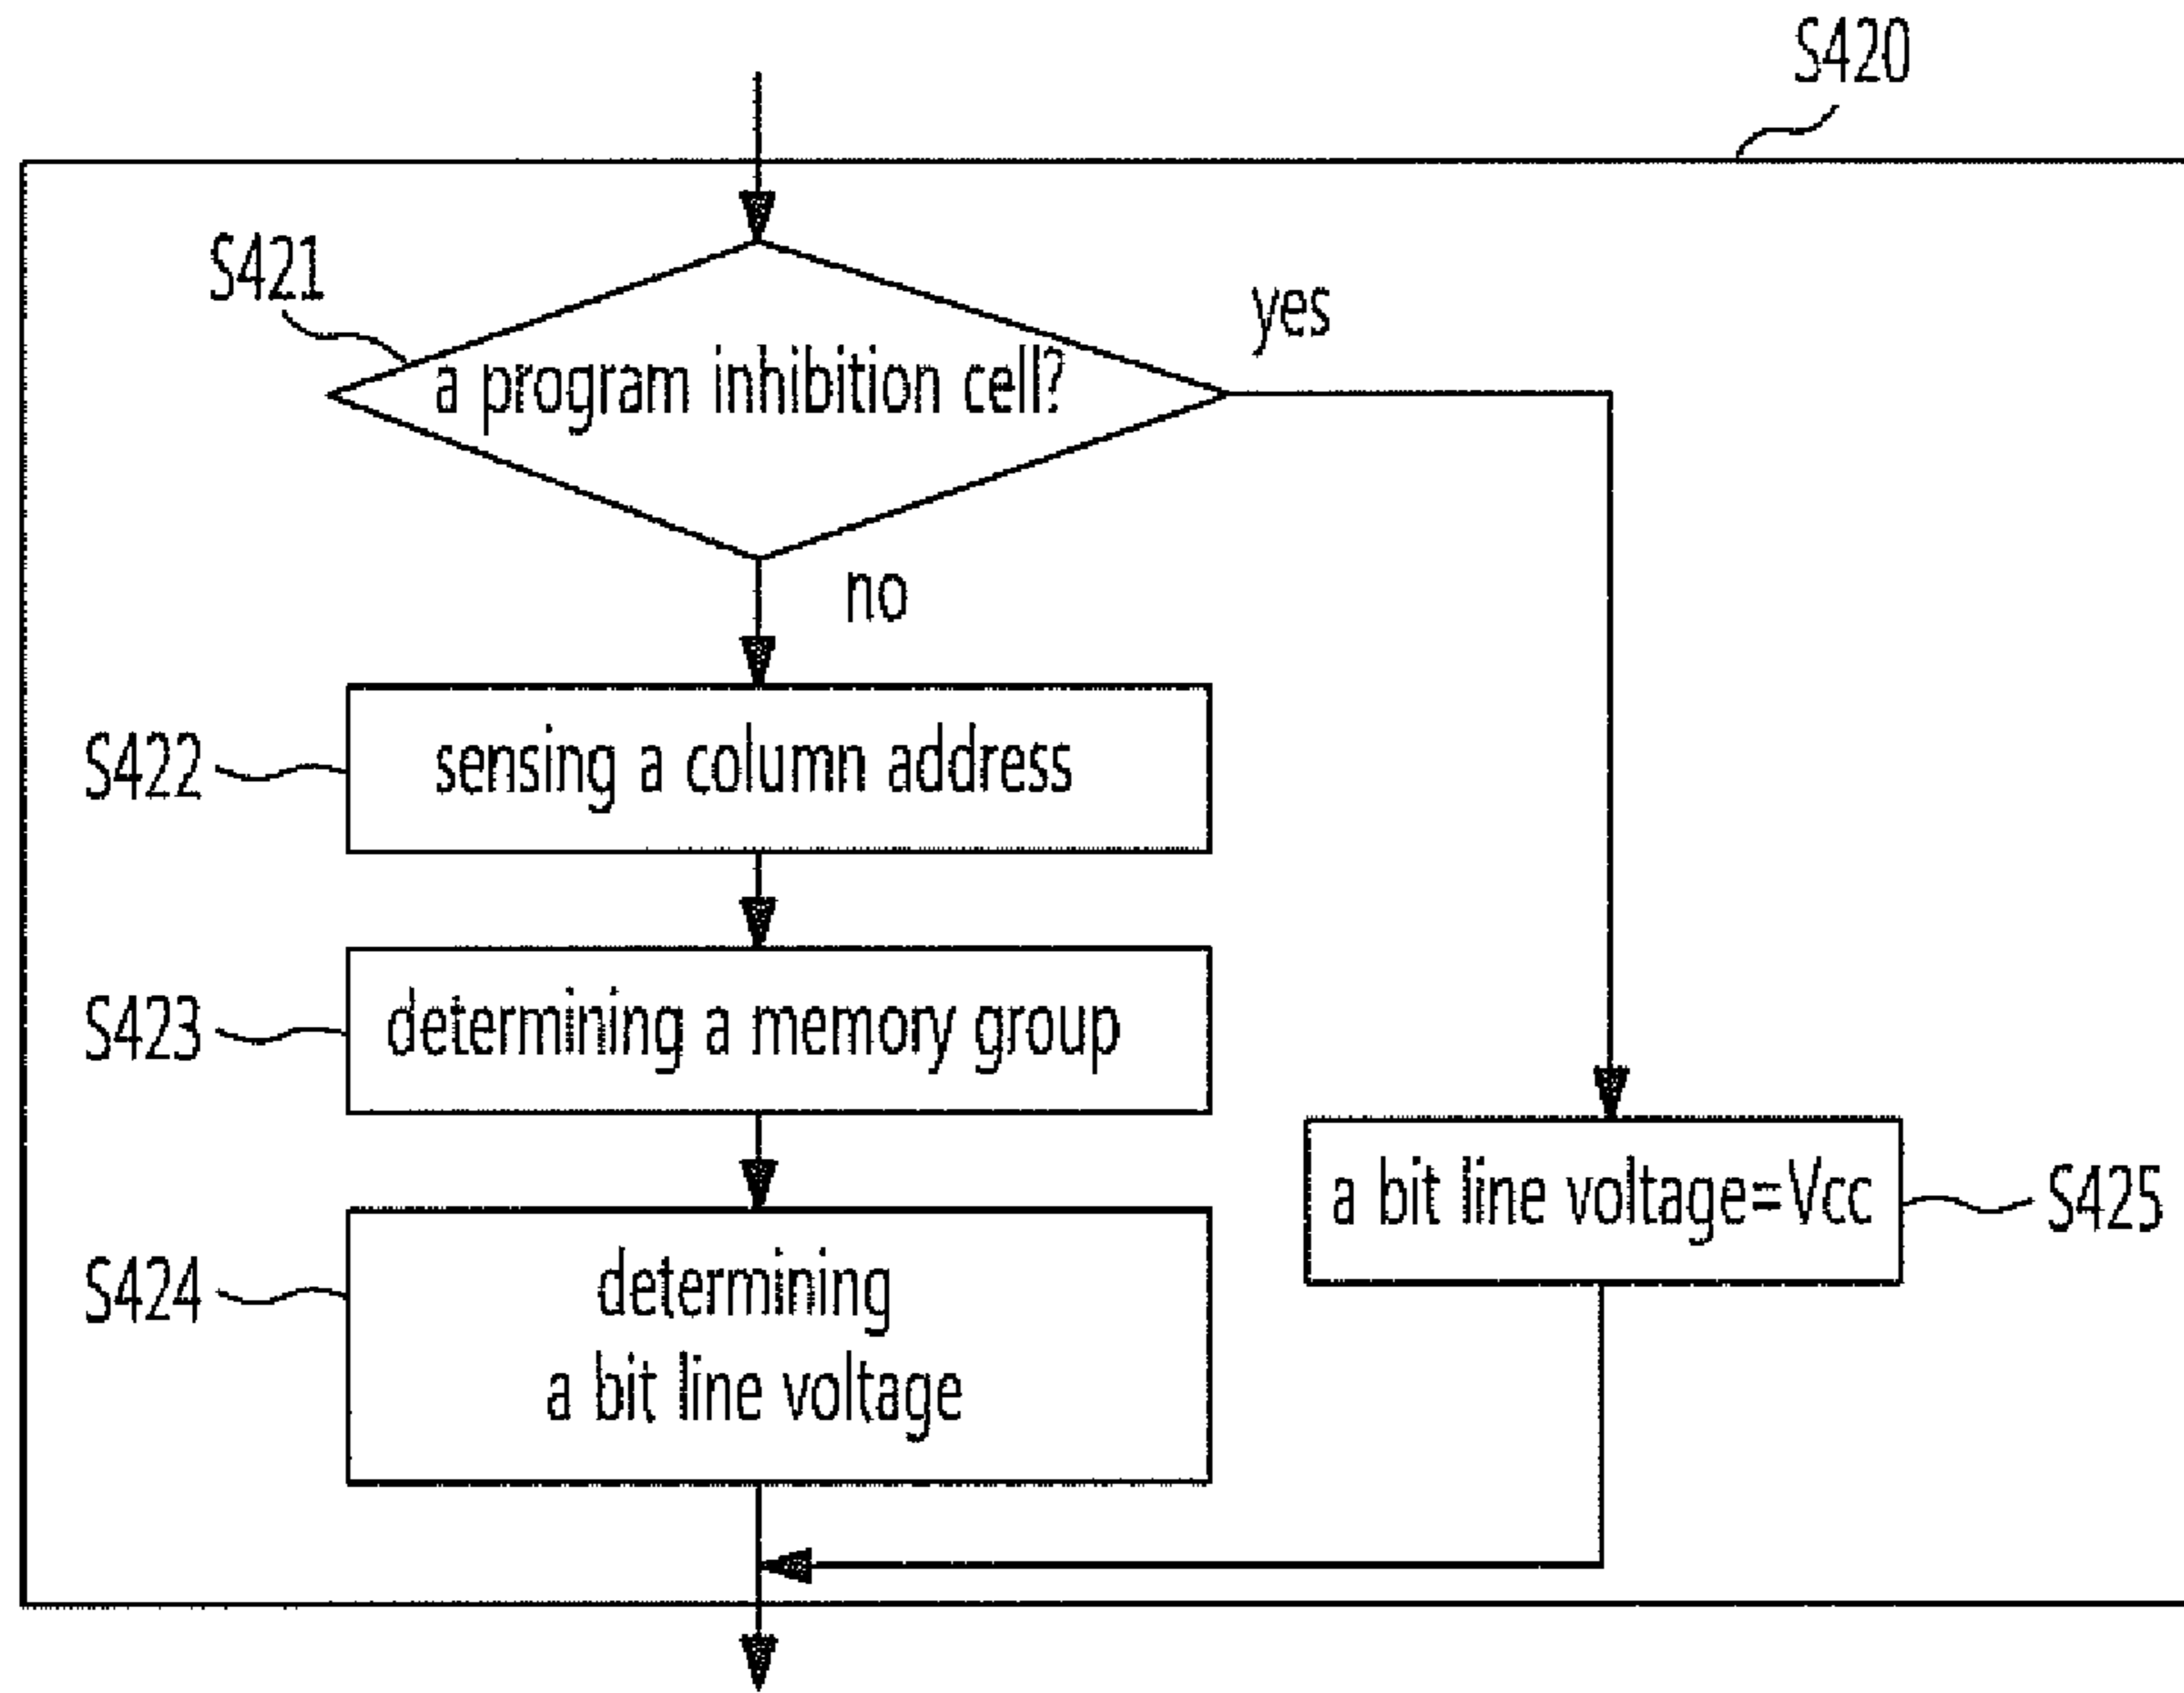 S420
S421
a program inhibition cell?
yes
no
S422
sensing a column address
S423
determining a memory group
S424
determining
a bit line voltage
a bit line voltage=Vcc
S425